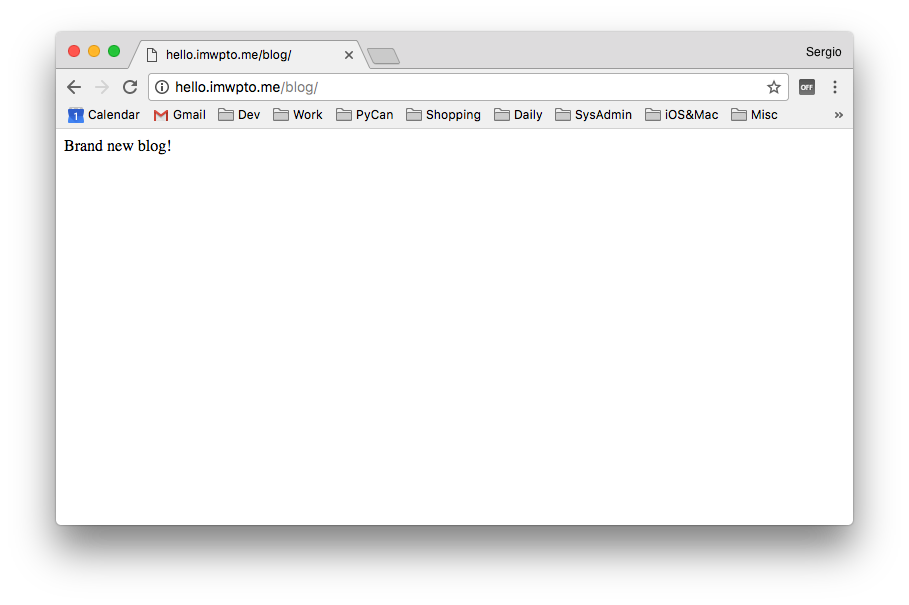 hello.imwpto.me/blog/
Sergio
hello.imwpto.me/blog/
OFF
1 Calendar Gmail Dev Work PyCan Shopping Daily SysAdmin iOS&Mac Misc »
Brand new blog!